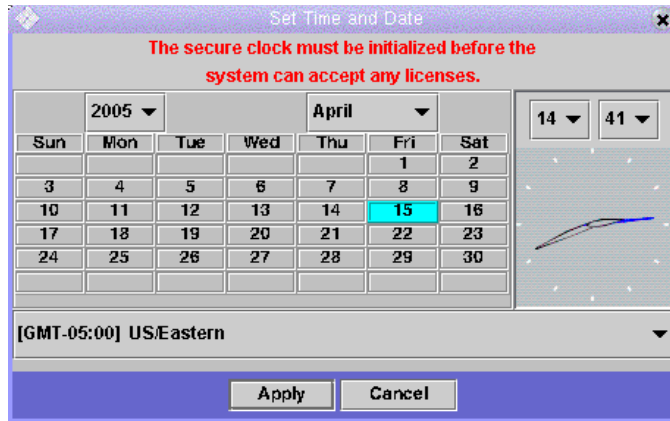 Set Time and Date
The secure clock must be initialized before the
system can accept any licenses.
2005 April 14 41
Sun Mon Tue Wed Thu Fri Sat
1 2
3 4 5 6 7 8 9
10 11 12 13 14 15 16
17 18 19 20 21 22 23
24 25 26 27 28 29 30
[GMT-05:00] US/Eastern
Apply Cancel